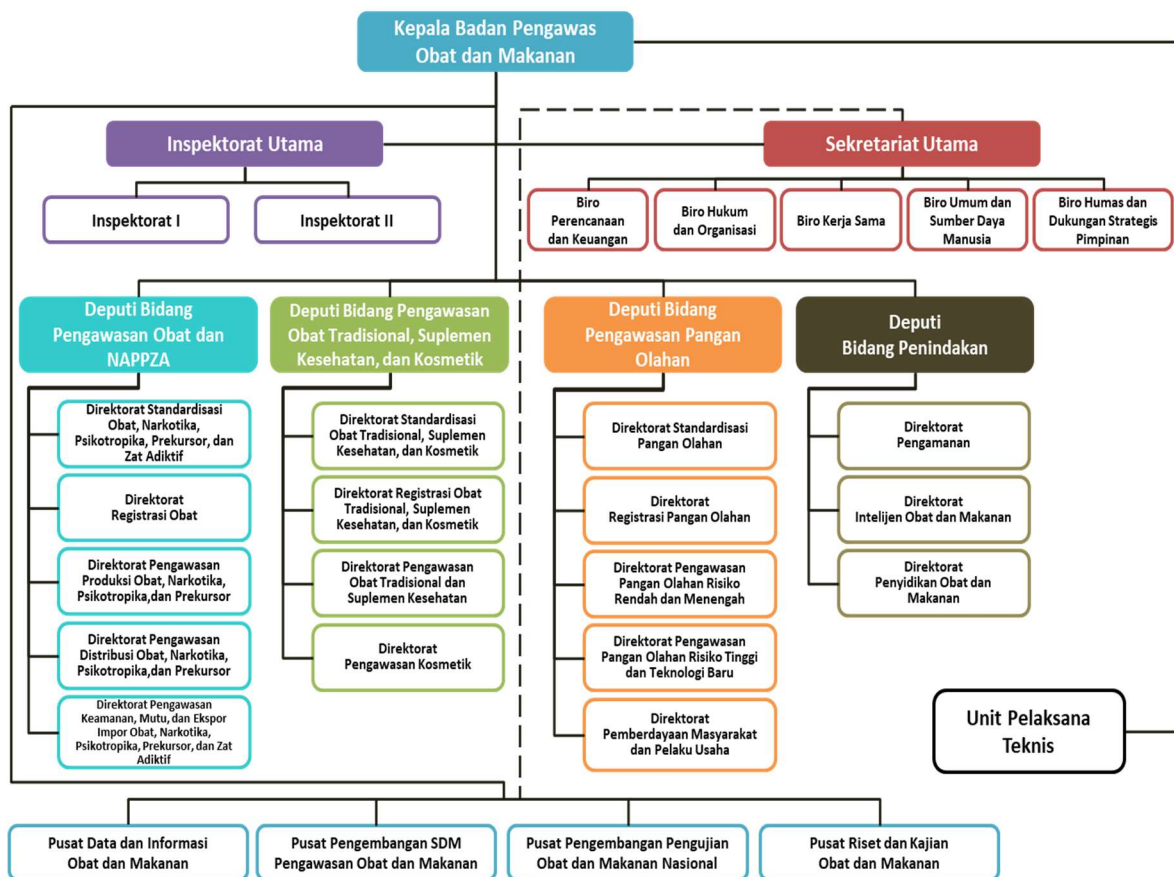 Kepala Badan Pengawas
Obat dan Makanan
Inspektorat Utama
Sekretariat Utama
Inspektorat I
Inspektorat II
Biro
Perencanaan
dan Keuangan
Biro Hukum
dan Organisasi
Biro Kerja Sama
Biro Umum dan
Sumber Daya
Manusia
Biro Humas dan
Dukungan Strategis
Pimpinan
Deputi Bidang
Pengawasan Obat dan
NAPPZA
Deputi Bidang Pengawasan
Obat Tradisional, Suplemen
Kesehatan, dan Kosmetik
Deputi Bidang
Pengawasan Pangan
Olahan
Deputi
Bidang Penindakan
Direktorat Standardisasi
Obat, Narkotika,
Psikotropika, Prekursor, dan
Zat Adiktif
Direktorat
Registrasi Obat
Direktorat Pengawasan
Produksi Obat, Narkotika,
Psikotropika,dan Prekursor
Direktorat Pengawasan
Distribusi Obat, Narkotika,
Psikotropika,dan Prekursor
Direktorat Pengawasan
Keamanan, Mutu, dan Ekspor
Impor Obat, Narkotika,
Psikotropika, Prekursor, dan Zat
Adiktif
Direktorat Standardisasi
Obat Tradisional, Suplemen
Kesehatan, dan Kosmetik
Direktorat Registrasi Obat
Tradisional, Suplemen
Kesehatan, dan Kosmetik
Direktorat Pengawasan
Obat Tradisional dan
Suplemen Kesehatan
Direktorat
Pengawasan Kosmetik
Direktorat Standardisasi
Pangan Olahan
Direktorat
Registrasi Pangan Olahan
Direktorat Pengawasan
Pangan Olahan Risiko
Rendah dan Menengah
Direktorat Pengawasan
Pangan Olahan Risiko Tinggi
dan Teknologi Baru
Direktorat
Pemberdayaan Masyarakat
dan Pelaku Usaha
Direktorat
Pengamanan
Direktorat
Intelijen Obat dan Makanan
Direktorat
Penyidikan Obat dan
Makanan
Unit Pelaksana
Teknis
Pusat Data dan Informasi
Obat dan Makanan
Pusat Pengembangan SDM
Pengawasan Obat dan Makanan
Pusat Pengembangan Pengujian
Obat dan Makanan Nasional
Pusat Riset dan Kajian
Obat dan Makanan